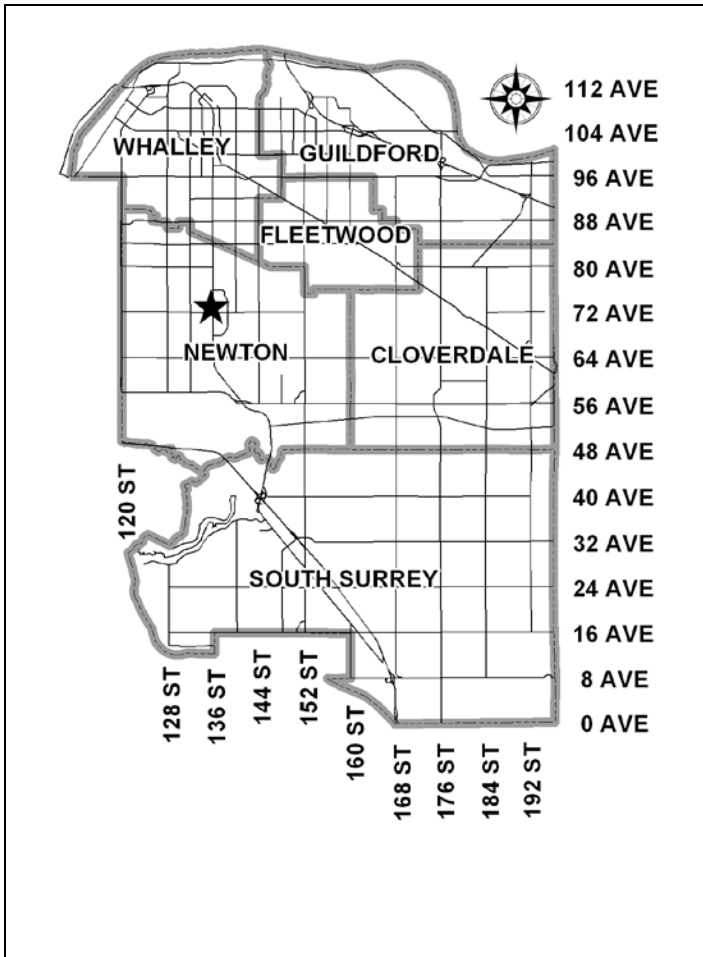 112 AVE
104 AVE
WHALLEY
GUILDFORD
96 AVE
88 AVE
FLEETWOOD
80 AVE
72 AVE
NEWTON
CLOVERDALE
64 AVE
56 AVE
48 AVE
120 ST
40 AVE
32 AVE
SOUTH SURREY
24 AVE
16 AVE
8 AVE
0 AVE
128 ST
136 ST
144 ST
152 ST
160 ST
168 ST
176 ST
184 ST
192 ST